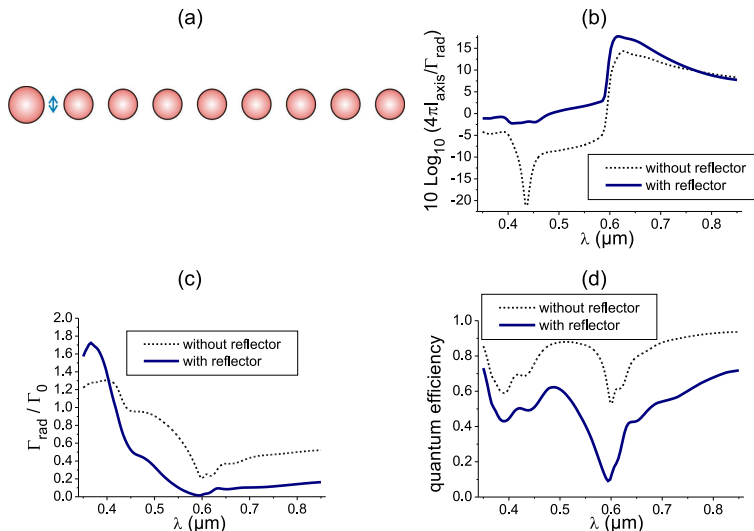 (a)
(b)
10 Log10 (4πIaxis/Γrad)
15
10
5
0
-5
-10
-15
-20
without reflector
with reflector
0.4
0.5
0.6
0.7
0.8
λ (µm)
(c)
Γrad / Γ0
2.0
1.8
1.6
1.4
1.2
1.0
0.8
0.6
0.4
0.2
0.0
without reflector
with reflector
0.4
0.5
0.6
0.7
0.8
λ (µm)
(d)
without reflector
with reflector
quantum efficiency
1.0
0.8
0.6
0.4
0.2
0.0
0.4
0.5
0.6
0.7
0.8
λ (µm)